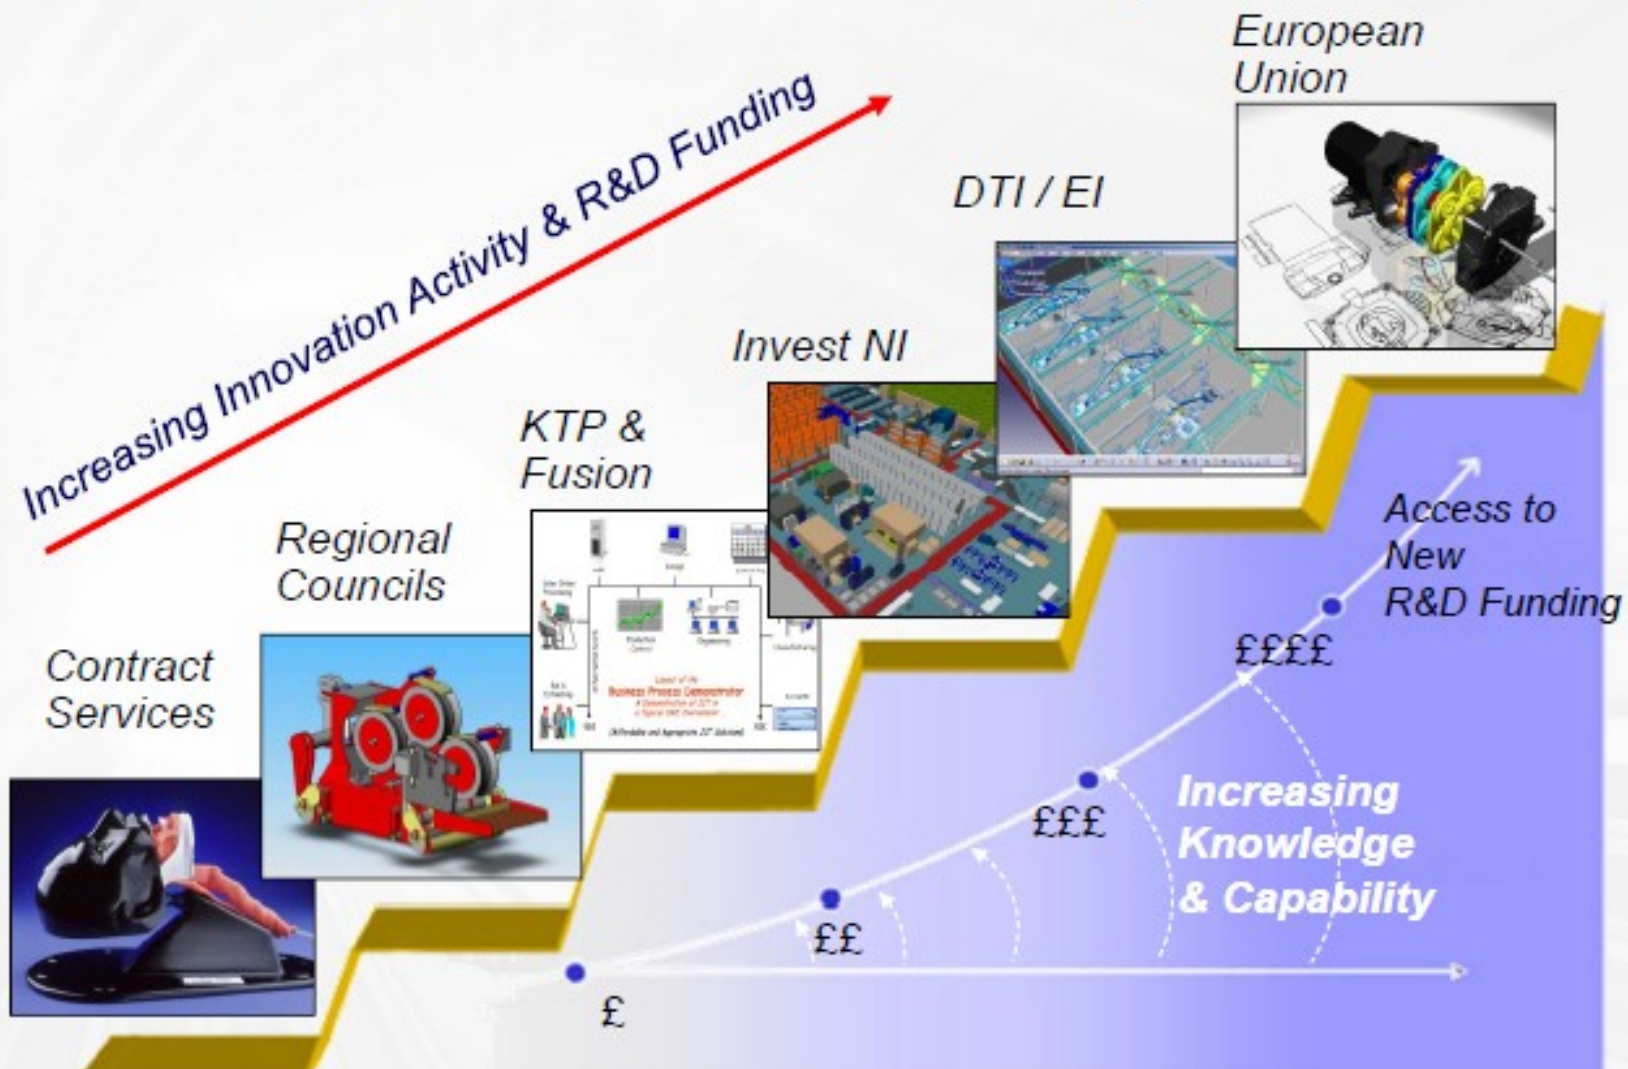 European
Union
Increasing Innovation Activity & R&D Funding
DTI / EI
Invest NI
KTP &
Fusion
Regional
Councils
Contract
Services
Business Process Demonstrator
Access to
New
R&D Funding
££££
£££
££
£
Increasing
Knowledge
& Capability